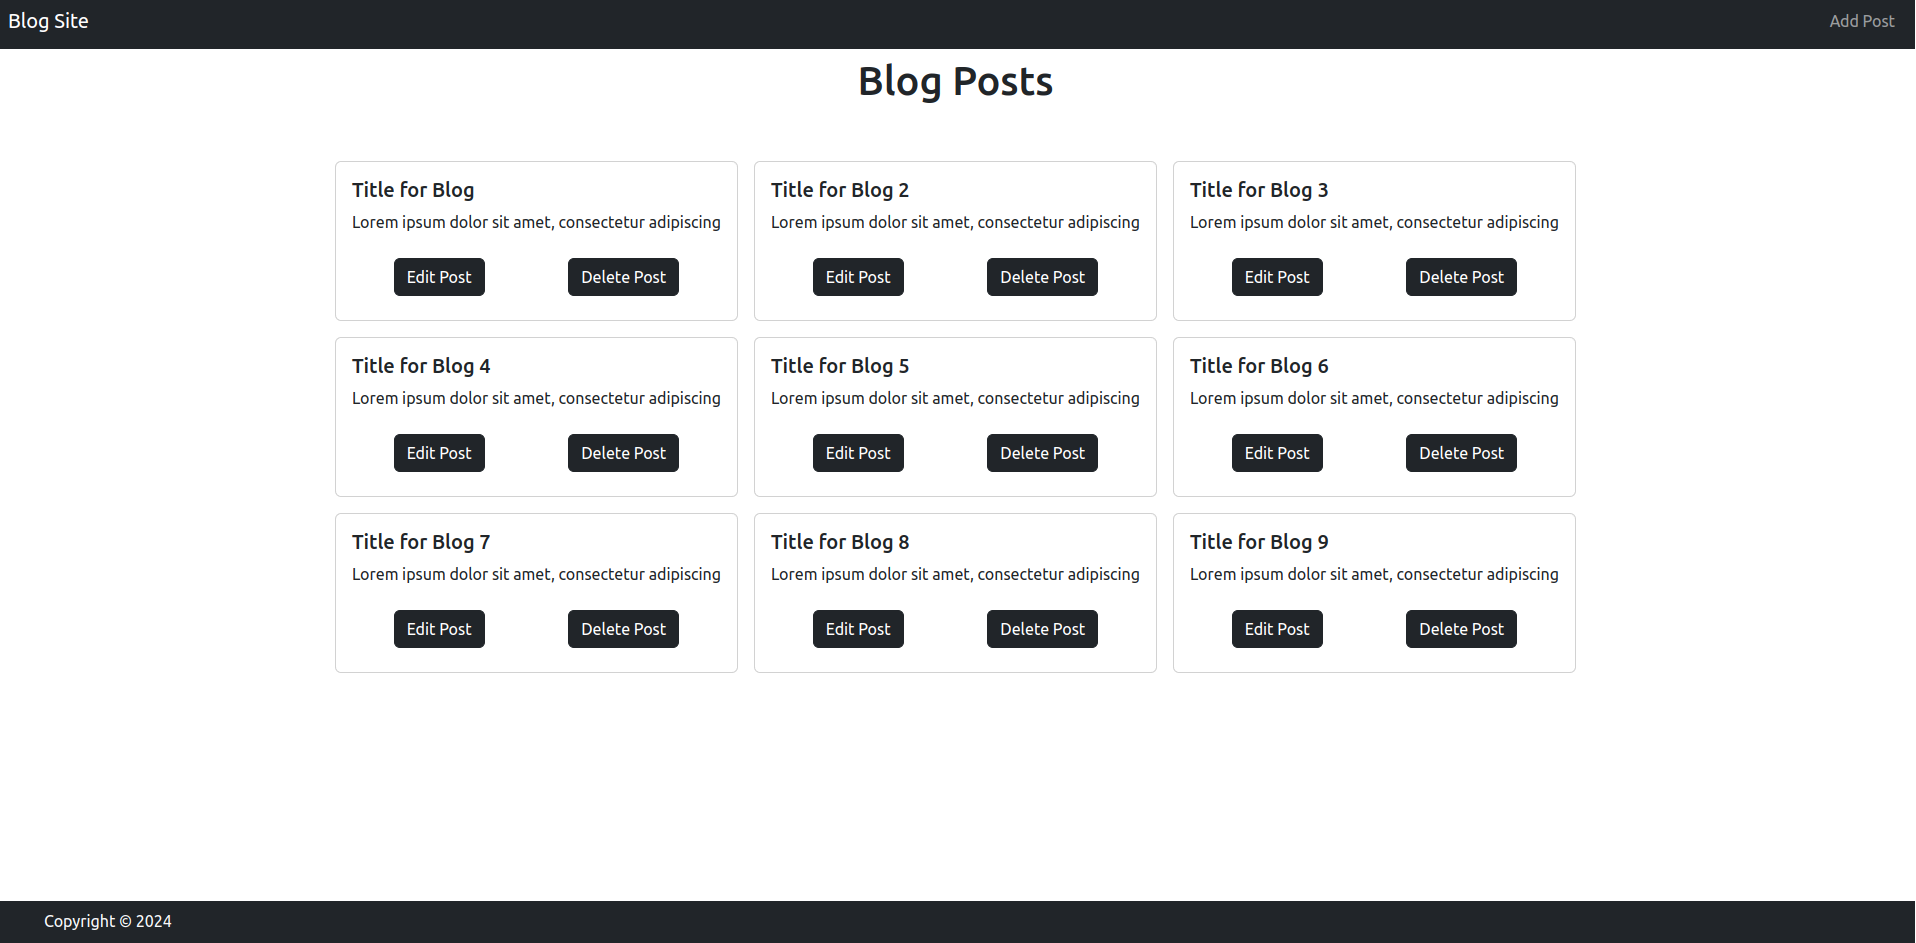 Blog Site
Add Post
Blog Posts
Title for Blog
Lorem ipsum dolor sit amet, consectetur adipiscing
Edit Post
Delete Post
Title for Blog 2
Lorem ipsum dolor sit amet, consectetur adipiscing
Edit Post
Delete Post
Title for Blog 3
Lorem ipsum dolor sit amet, consectetur adipiscing
Edit Post
Delete Post
Title for Blog 4
Lorem ipsum dolor sit amet, consectetur adipiscing
Edit Post
Delete Post
Title for Blog 5
Lorem ipsum dolor sit amet, consectetur adipiscing
Edit Post
Delete Post
Title for Blog 6
Lorem ipsum dolor sit amet, consectetur adipiscing
Edit Post
Delete Post
Title for Blog 7
Lorem ipsum dolor sit amet, consectetur adipiscing
Edit Post
Delete Post
Title for Blog 8
Lorem ipsum dolor sit amet, consectetur adipiscing
Edit Post
Delete Post
Title for Blog 9
Lorem ipsum dolor sit amet, consectetur adipiscing
Edit Post
Delete Post
Copyright © 2024